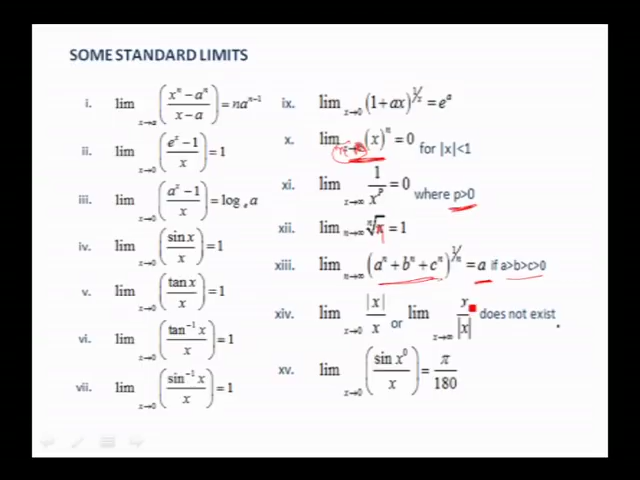 SOME STANDARD LIMITS
i. lim x→a (xⁿ − aⁿ / x − a) = naⁿ⁻¹
ii. lim x→0 (eˣ − 1 / x) = 1
iii. lim x→0 (aˣ − 1 / x) = logₑ a
iv. lim x→0 (sin x / x) = 1
v. lim x→0 (tan x / x) = 1
vi. lim x→0 (tan⁻¹ x / x) = 1
vii. lim x→0 (sin⁻¹ x / x) = 1
ix. lim x→0 (1 + ax)^(1/x) = eᵃ
x. lim (x)ⁿ = 0 for |x|<1
xi. lim x→∞ 1 / xᵖ = 0 where p>0
xii. lim n→∞ ⁿ√ = 1
xiii. lim n→∞ (aⁿ + bⁿ + cⁿ)^(1/n) = a if a>b>c>0
xiv. lim x→0 |x| / x or lim x→∞ x / |x| does not exist
xv. lim x→0 (sin x⁰ / x) = π / 180